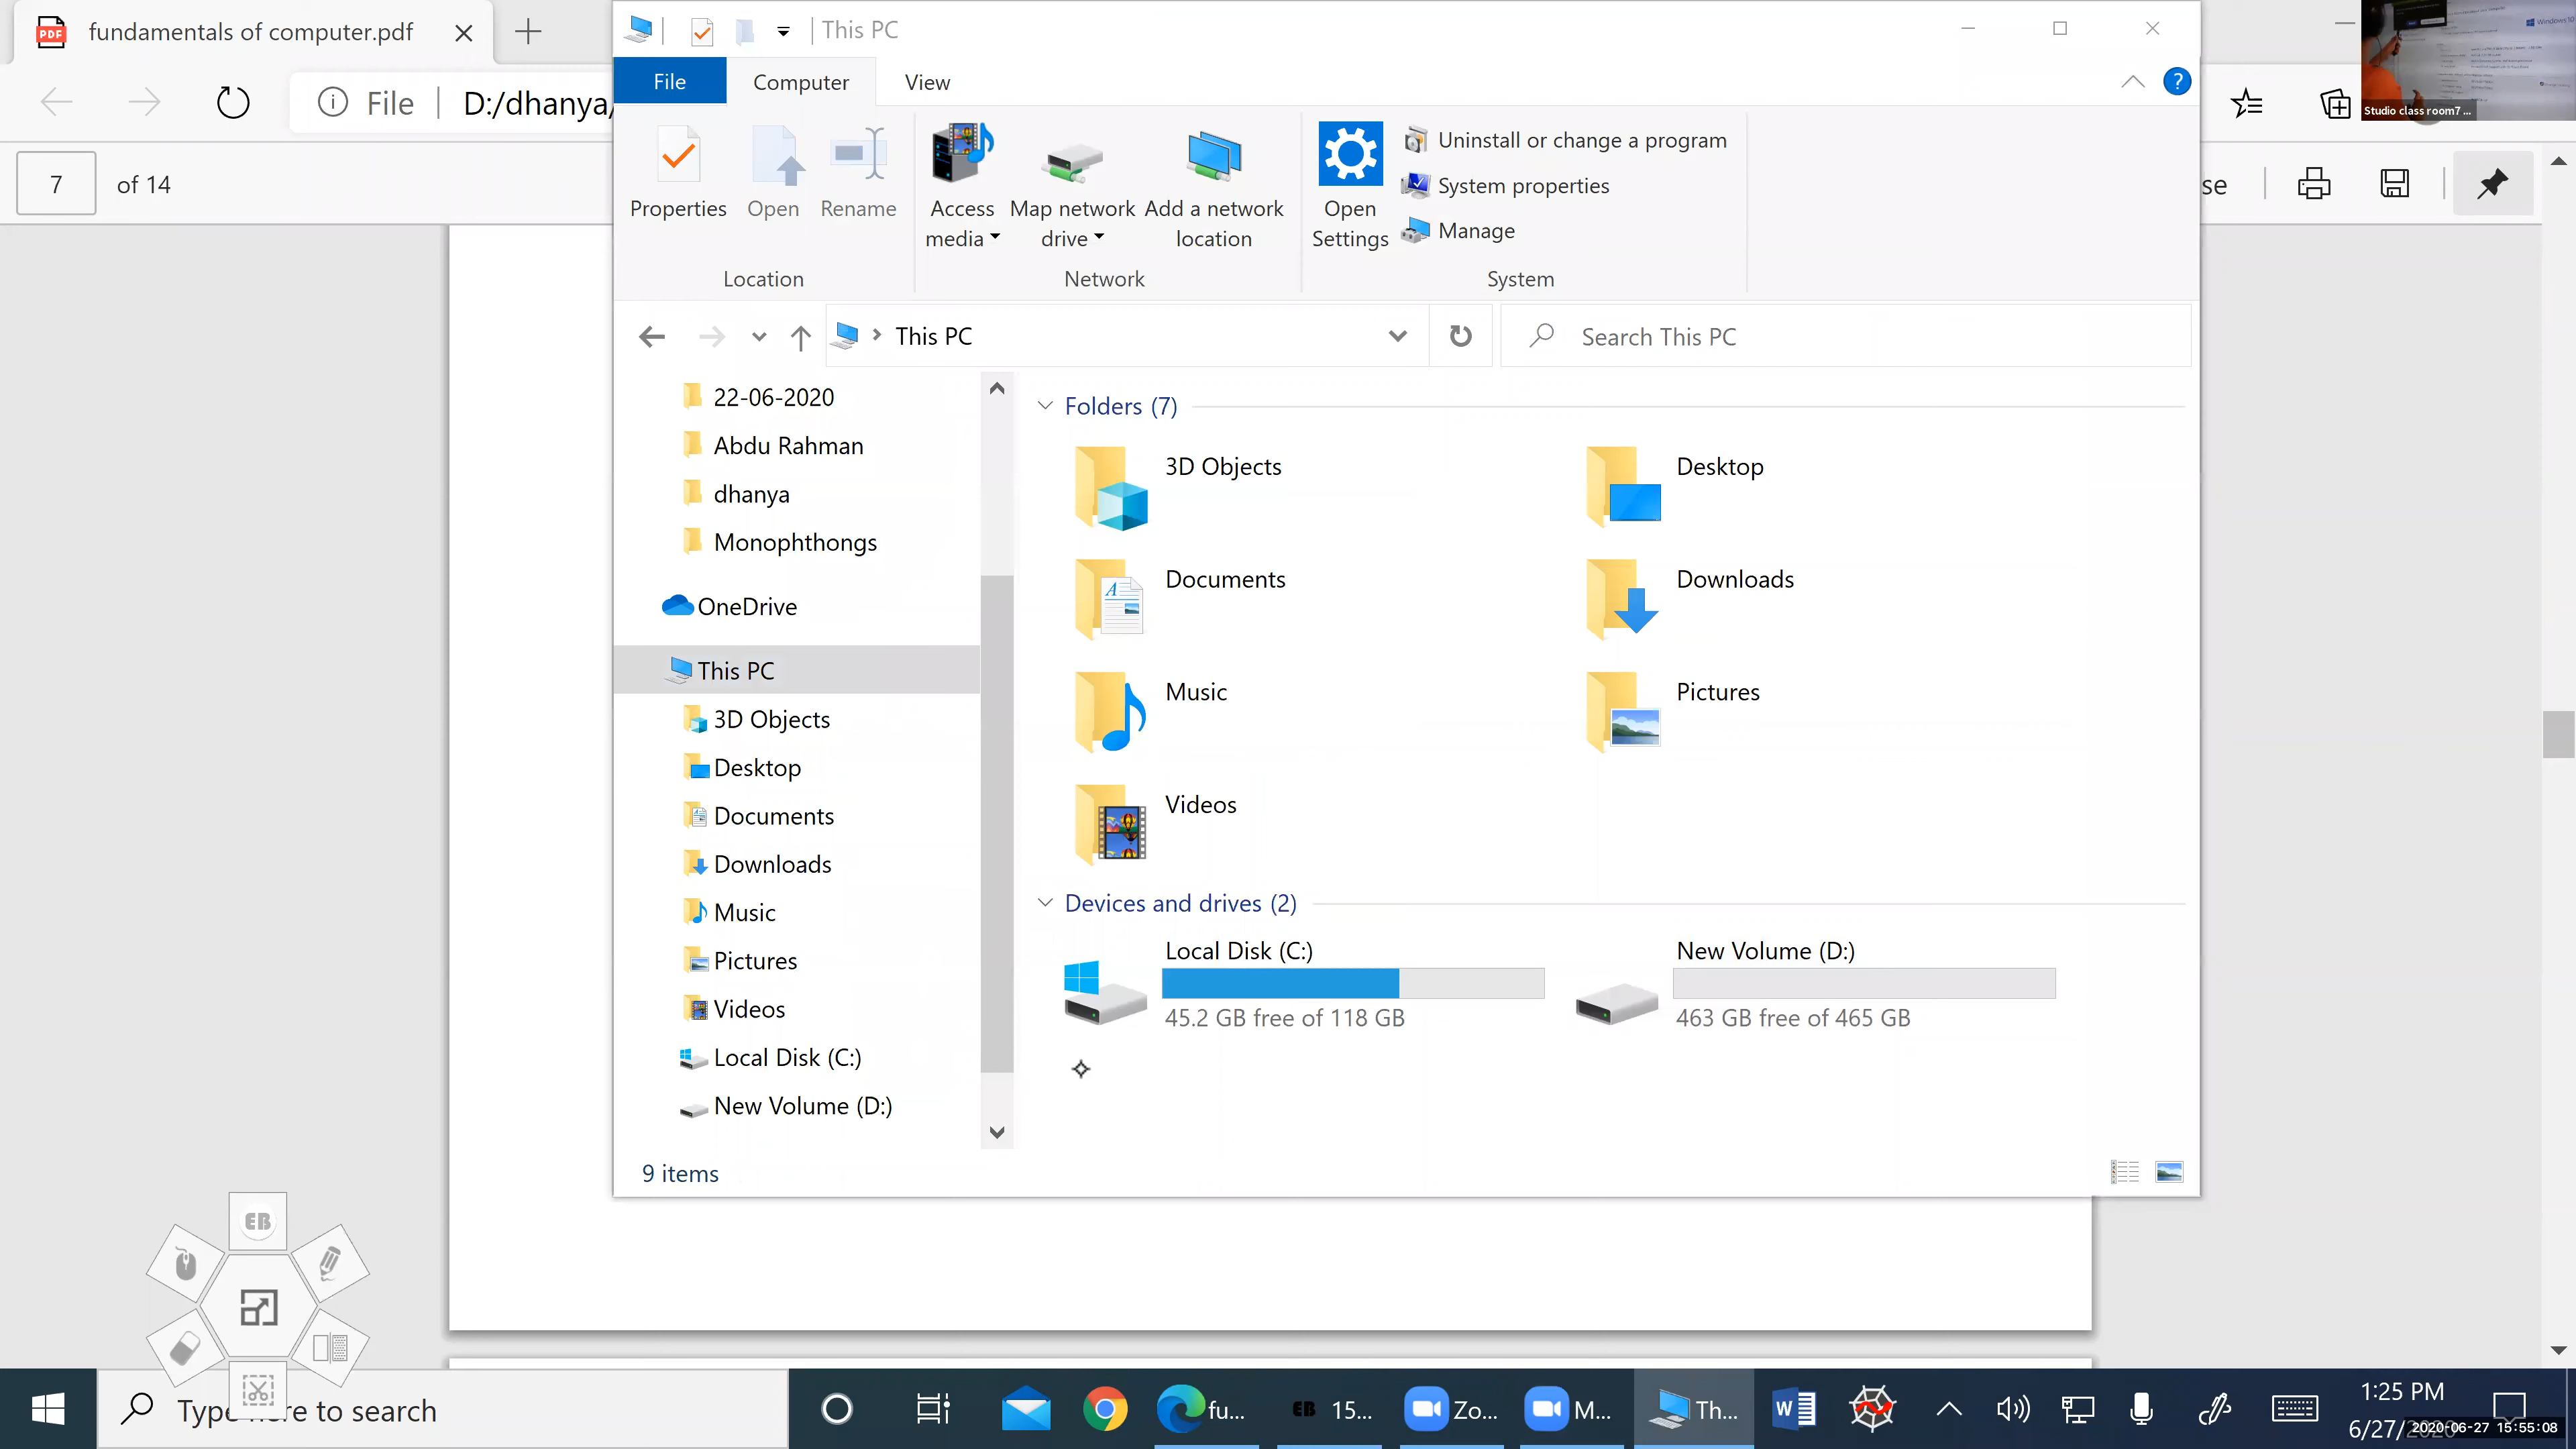 fundamentals of computer.pdf
This PC
Studio class room7 ...
File
Computer
View
?
File
D:/dhanya/
7
of 14
se
Properties
Open
Rename
Access media
Map network drive
Add a network location
Open Settings
Uninstall or change a program
System properties
Manage
Location
Network
System
This PC
Search This PC
22-06-2020
Abdu Rahman
dhanya
Monophthongs
OneDrive
This PC
3D Objects
Desktop
Documents
Downloads
Music
Pictures
Videos
Local Disk (C:)
New Volume (D:)
Folders (7)
3D Objects
Desktop
Documents
Downloads
Music
Pictures
Videos
Devices and drives (2)
Local Disk (C:)
45.2 GB free of 118 GB
New Volume (D:)
463 GB free of 465 GB
9 items
EB
Type here to search
fu...
EB
15...
Zo...
M...
Th...
1:25 PM
2020-06-27 15:55:08